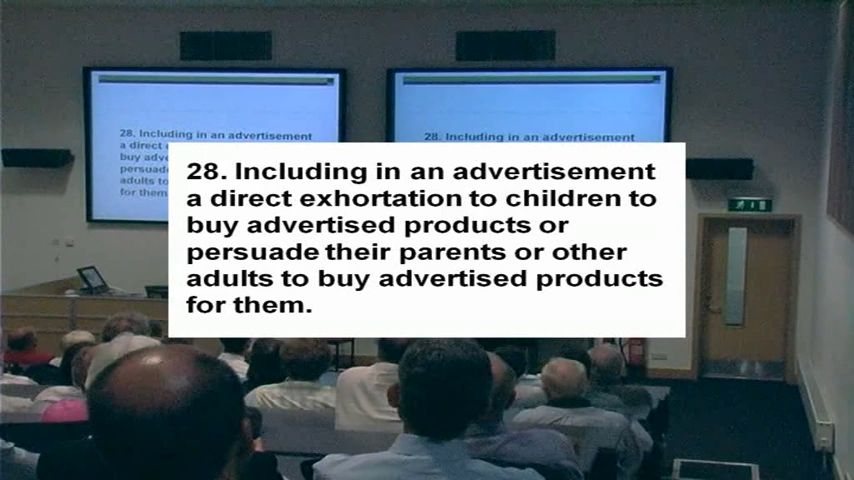 28. Including in an advertisement
a direct
buy adve
persuade
adults to
for them.
28. Including in an advertisement
28. Including in an advertisement
a direct exhortation to children to
buy advertised products or
persuade their parents or other
adults to buy advertised products
for them.